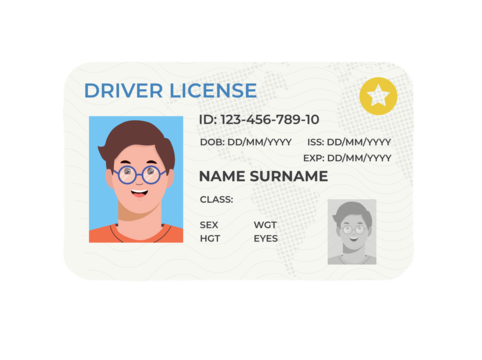 DRIVER LICENSE
ID: 123-456-789-10
DOB: DD/MM/YYYY ISS: DD/MM/YYYY
EXP: DD/MM/YYYY
NAME SURNAME
CLASS:
SEX WGT
HGT EYES